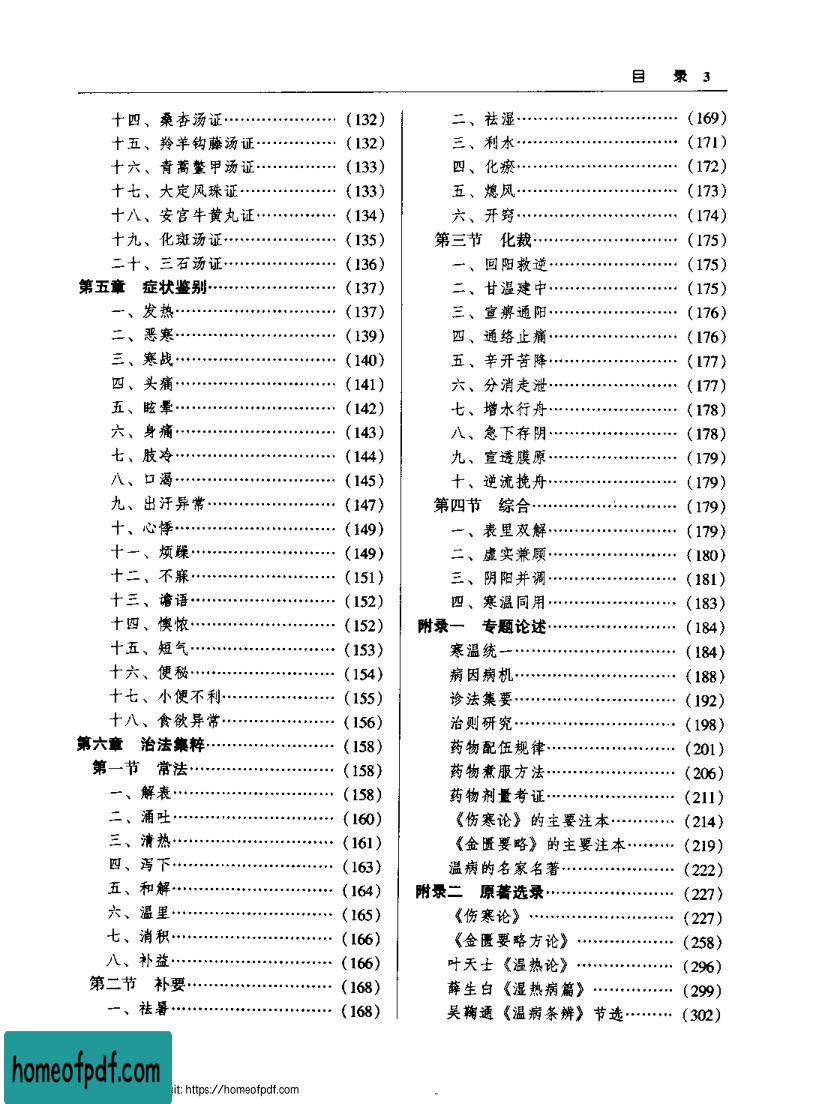 目 录 3
十四、桑杏汤证…………………(132)
十五、羚羊钩藤汤证……………(132)
十六、青蒿鳖甲汤证……………(133)
十七、大定风珠证………………(133)
十八、安宫牛黄丸证……………(134)
十九、化斑汤证…………………(135)
二十、三石汤证…………………(136)
第五章 症状鉴别……………………(137)
一、发热…………………………(137)
二、恶寒…………………………(139)
三、寒战…………………………(140)
四、头痛…………………………(141)
五、眩晕…………………………(142)
六、身痛…………………………(143)
七、肢冷…………………………(144)
八、口渴…………………………(145)
九、出汗异常……………………(147)
十、心悸…………………………(149)
十一、烦躁………………………(149)
十二、不寐………………………(151)
十三、谵语………………………(152)
十四、懊憹………………………(152)
十五、短气………………………(153)
十六、便秘………………………(154)
十七、小便不利…………………(155)
十八、食欲异常…………………(156)
第六章 治法集粹……………………(158)
第一节 常法………………………(158)
一、解表…………………………(158)
二、涌吐…………………………(160)
三、清热…………………………(161)
四、泻下…………………………(163)
五、和解…………………………(164)
六、温里…………………………(165)
七、消积…………………………(166)
八、补益…………………………(166)
第二节 补要………………………(168)
一、祛暑…………………………(168)
二、祛湿…………………………(169)
三、利水…………………………(171)
四、化瘀…………………………(172)
五、熄风…………………………(173)
六、开窍…………………………(174)
第三节 化裁………………………(175)
一、回阳救逆……………………(175)
二、甘温建中……………………(175)
三、宣痹通阳……………………(176)
四、通络止痛……………………(176)
五、辛开苦降……………………(177)
六、分消走泄……………………(177)
七、增水行舟……………………(178)
八、急下存阴……………………(178)
九、宣透膜原……………………(179)
十、逆流挽舟……………………(179)
第四节 综合………………………(179)
一、表里双解……………………(179)
二、虚实兼顾……………………(180)
三、阴阳并调……………………(181)
四、寒温同用……………………(183)
附录一 专题论述……………………(184)
寒温统一…………………………(184)
病因病机…………………………(188)
诊法集要…………………………(192)
治则研究…………………………(198)
药物配伍规律……………………(201)
药物煮服方法……………………(206)
药物剂量考证……………………(211)
《伤寒论》的主要注本…………(214)
《金匮要略》的主要注本………(219)
温病的名家名著…………………(222)
附录二 原著选录……………………(227)
《伤寒论》………………………(227)
《金匮要略方论》………………(258)
叶天士《温热论》………………(296)
薛生白《湿热病篇》……………(299)
吴鞠通《温病条辨》节选………(302)
homeofpdf.com
sit: https://homeofpdf.com